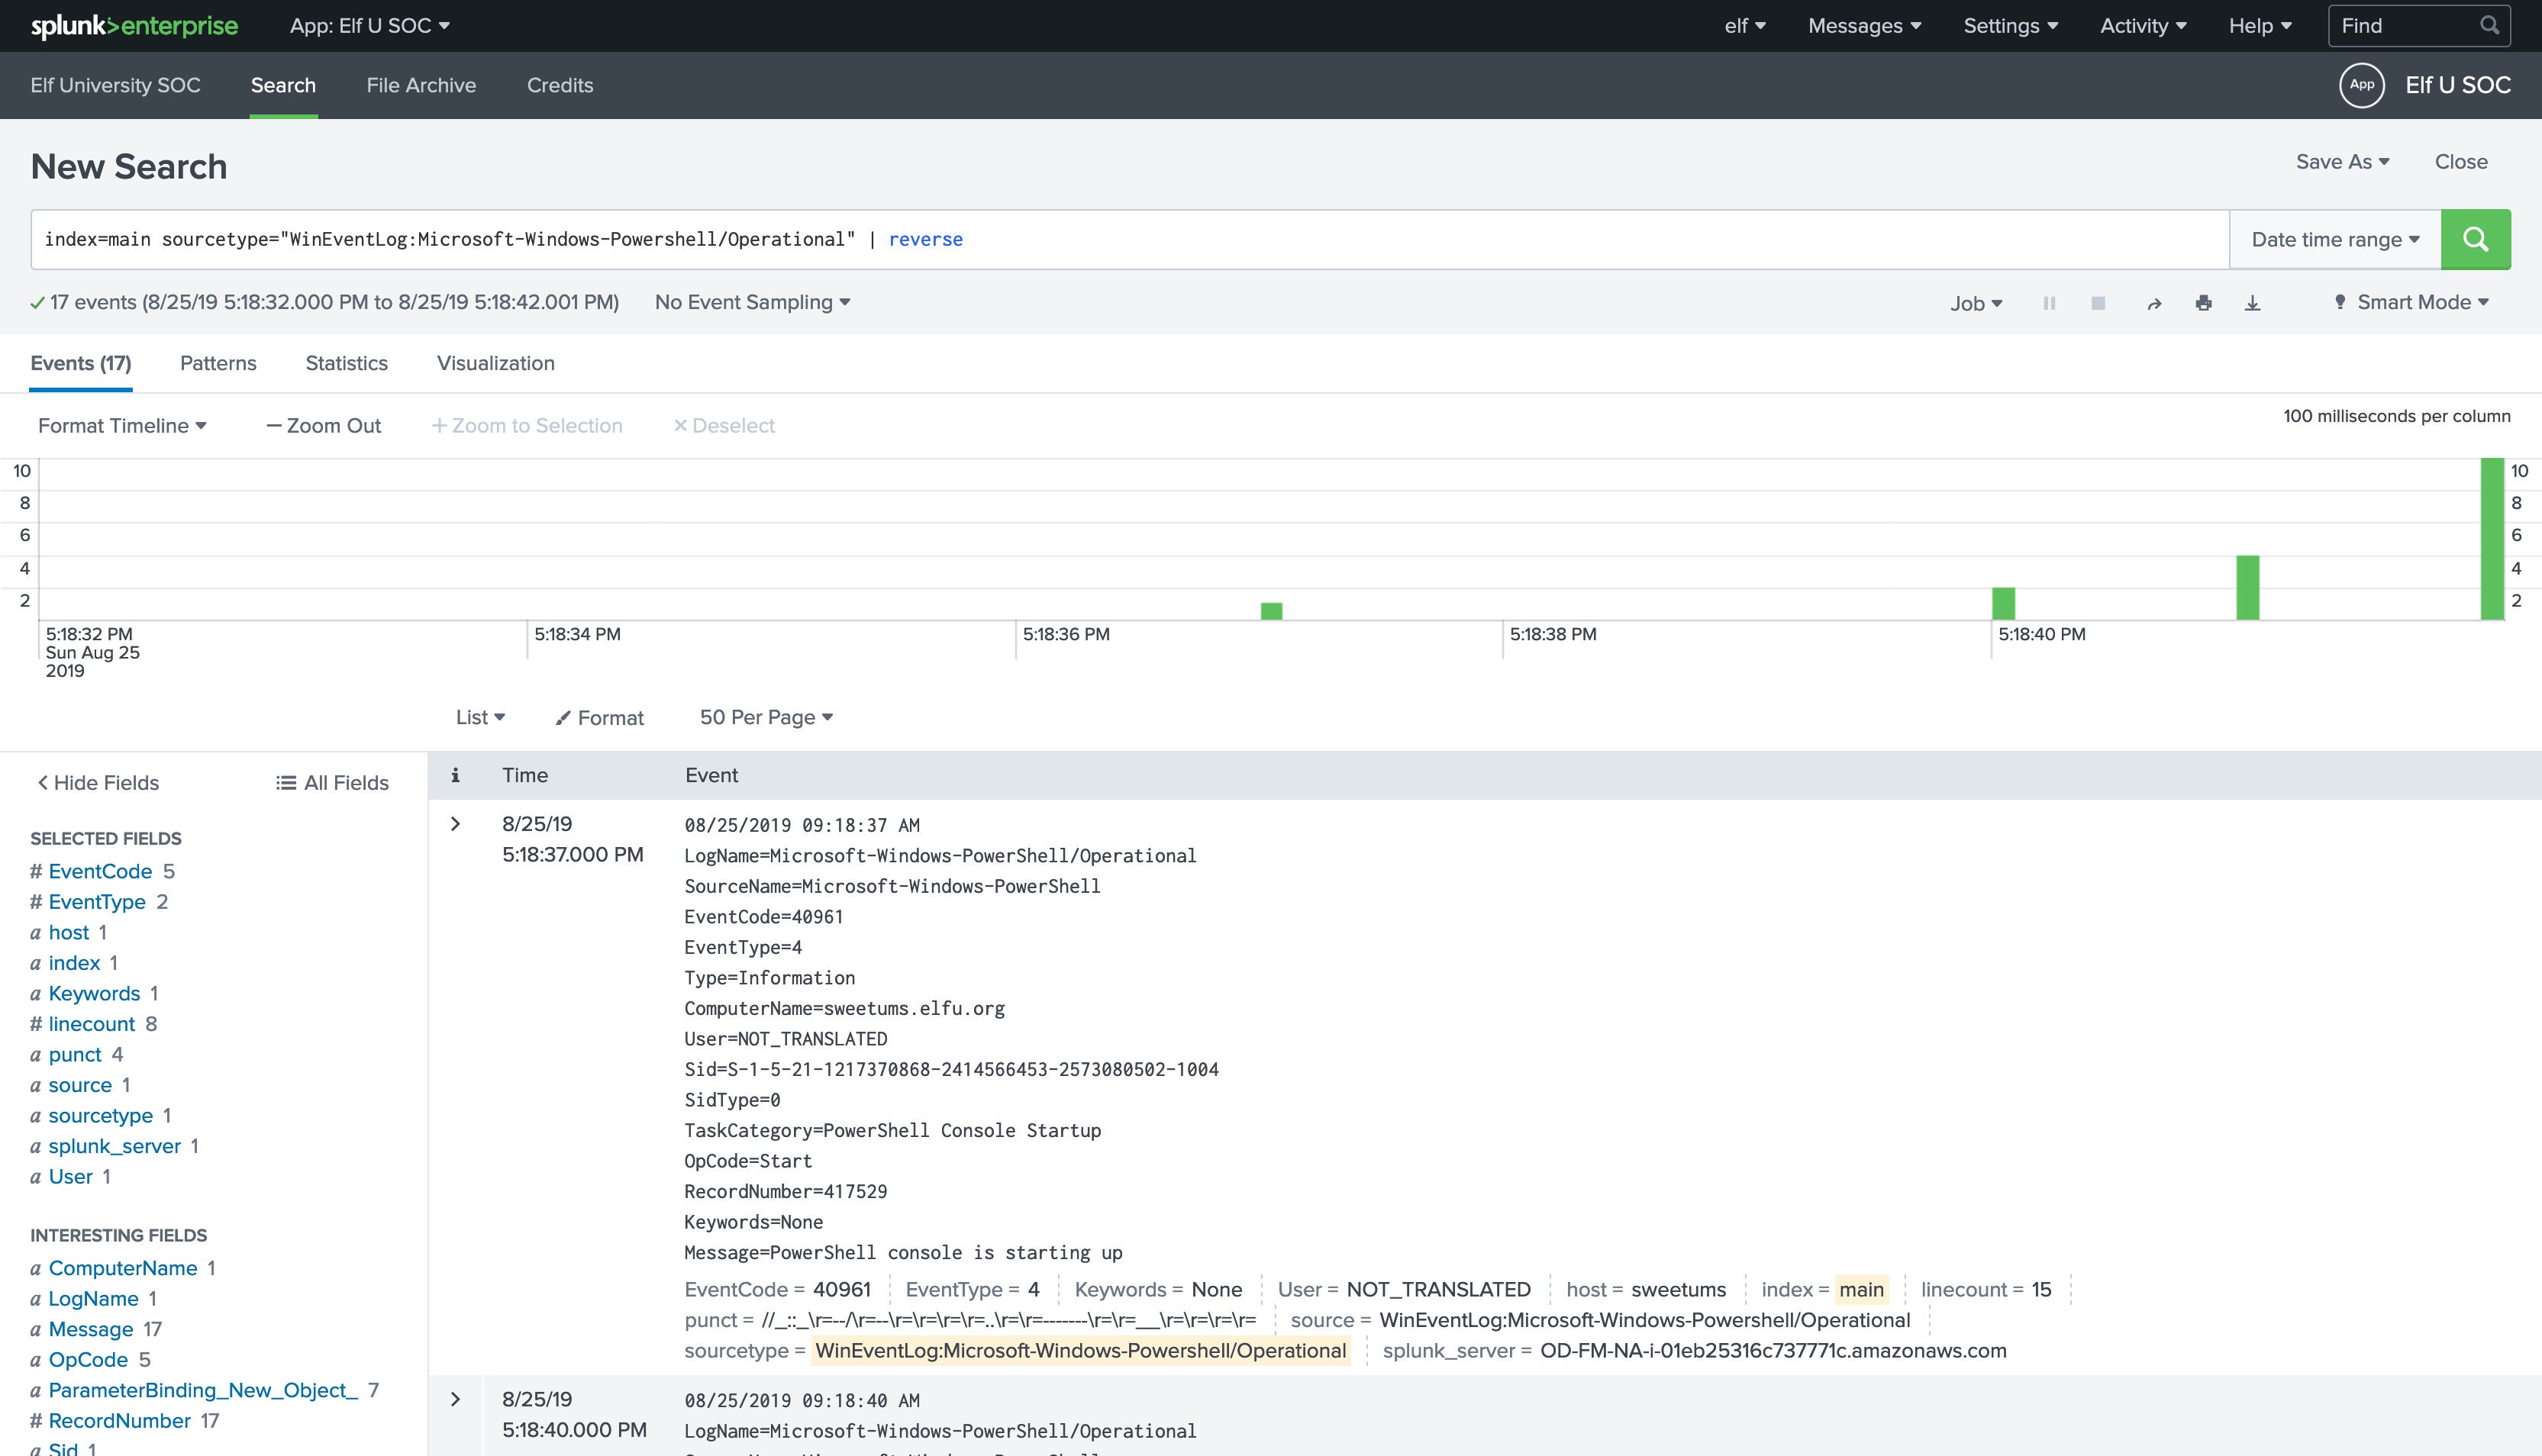 splunk>enterprise App: Elf U SOC elf Messages Settings Activity Help Find
Elf University SOC Search File Archive Credits App Elf U SOC
New Search Save As Close
index=main sourcetype="WinEventLog:Microsoft-Windows-Powershell/Operational" | reverse Date time range
17 events (8/25/19 5:18:32.000 PM to 8/25/19 5:18:42.001 PM) No Event Sampling Job Smart Mode
Events (17) Patterns Statistics Visualization
Format Timeline — Zoom Out + Zoom to Selection × Deselect 100 milliseconds per column
10 10
8 8
6 6
4 4
2 2
5:18:32 PM 5:18:34 PM 5:18:36 PM 5:18:38 PM 5:18:40 PM
Sun Aug 25
2019
List Format 50 Per Page
< Hide Fields All Fields
SELECTED FIELDS
# EventCode 5
# EventType 2
a host 1
a index 1
a Keywords 1
# linecount 8
a punct 4
a source 1
a sourcetype 1
a splunk_server 1
a User 1
INTERESTING FIELDS
a ComputerName 1
a LogName 1
a Message 17
a OpCode 5
a ParameterBinding_New_Object_ 7
# RecordNumber 17
a Sid 1
i Time Event
8/25/19 08/25/2019 09:18:37 AM
5:18:37.000 PM LogName=Microsoft-Windows-PowerShell/Operational
SourceName=Microsoft-Windows-PowerShell
EventCode=40961
EventType=4
Type=Information
ComputerName=sweetums.elfu.org
User=NOT_TRANSLATED
Sid=S-1-5-21-1217370868-2414566453-2573080502-1004
SidType=0
TaskCategory=PowerShell Console Startup
OpCode=Start
RecordNumber=417529
Keywords=None
Message=PowerShell console is starting up
EventCode = 40961 EventType = 4 Keywords = None User = NOT_TRANSLATED host = sweetums index = main linecount = 15
punct = //_::_\r=--/\r=--\r=\r=\r=\r=..\r=\r=-------\r=\r=__\r=\r=\r=\r= source = WinEventLog:Microsoft-Windows-Powershell/Operational
sourcetype = WinEventLog:Microsoft-Windows-Powershell/Operational splunk_server = OD-FM-NA-i-01eb25316c737771c.amazonaws.com
8/25/19 08/25/2019 09:18:40 AM
5:18:40.000 PM LogName=Microsoft-Windows-PowerShell/Operational